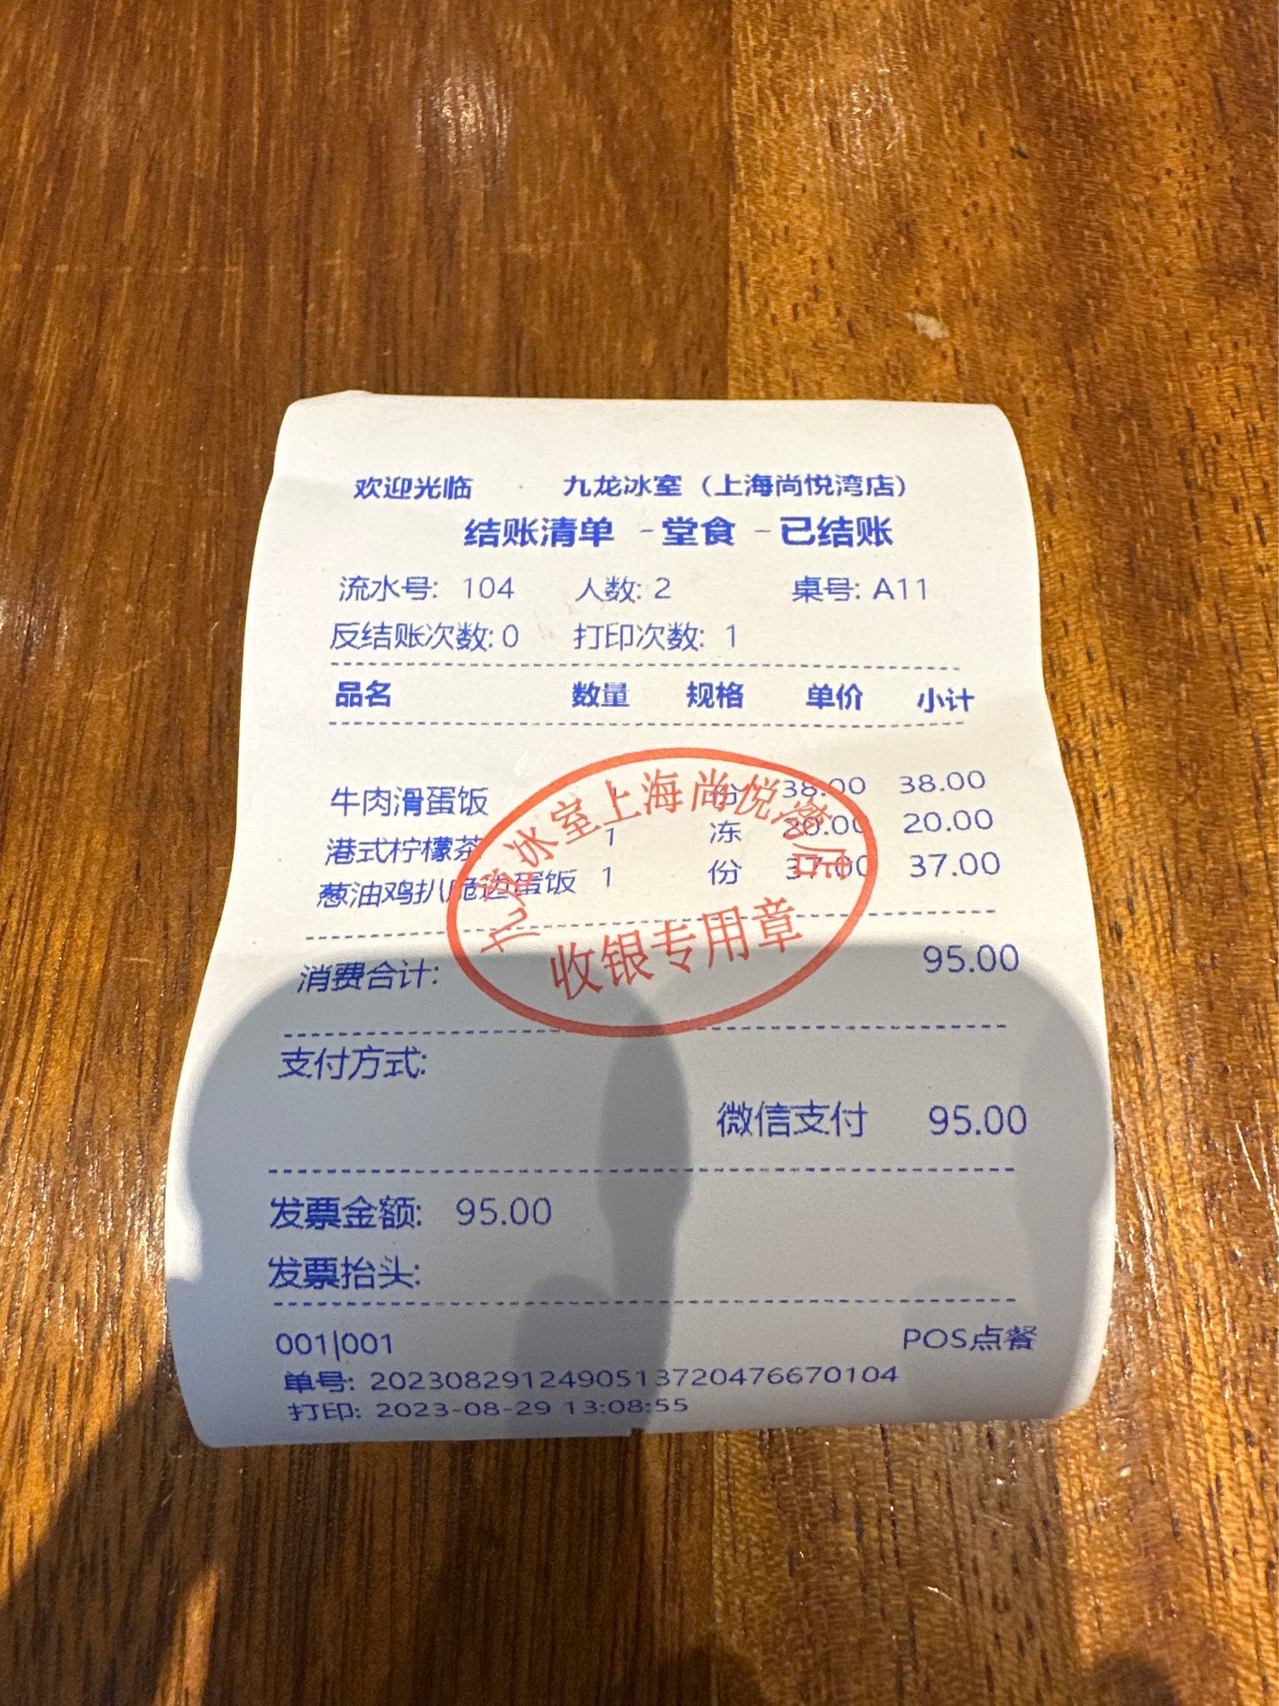 欢迎光临 九龙冰室（上海尚悦湾店）
结账清单 -堂食 -已结账
流水号: 104 人数: 2 桌号: A11
反结账次数: 0 打印次数: 1
品名 数量 规格 单价 小计
牛肉滑蛋饭 1 份 38.00 38.00
港式柠檬茶 1 冻 20.00 20.00
葱油鸡扒 蛋饭 1 份 37.00 37.00
九龙冰室上海尚悦湾店
收银专用章
消费合计: 95.00
支付方式:
微信支付 95.00
发票金额: 95.00
发票抬头:
001|001 POS点餐
单号: 2023082912490513720476670104
打印: 2023-08-29 13:08:55